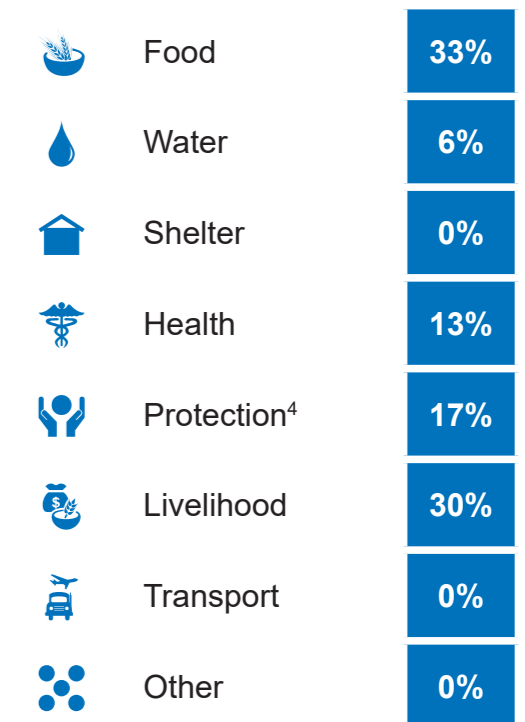 Food 33%
Water 6%
Shelter 0%
Health 13%
Protection⁴ 17%
$ Livelihood 30%
Transport 0%
Other 0%